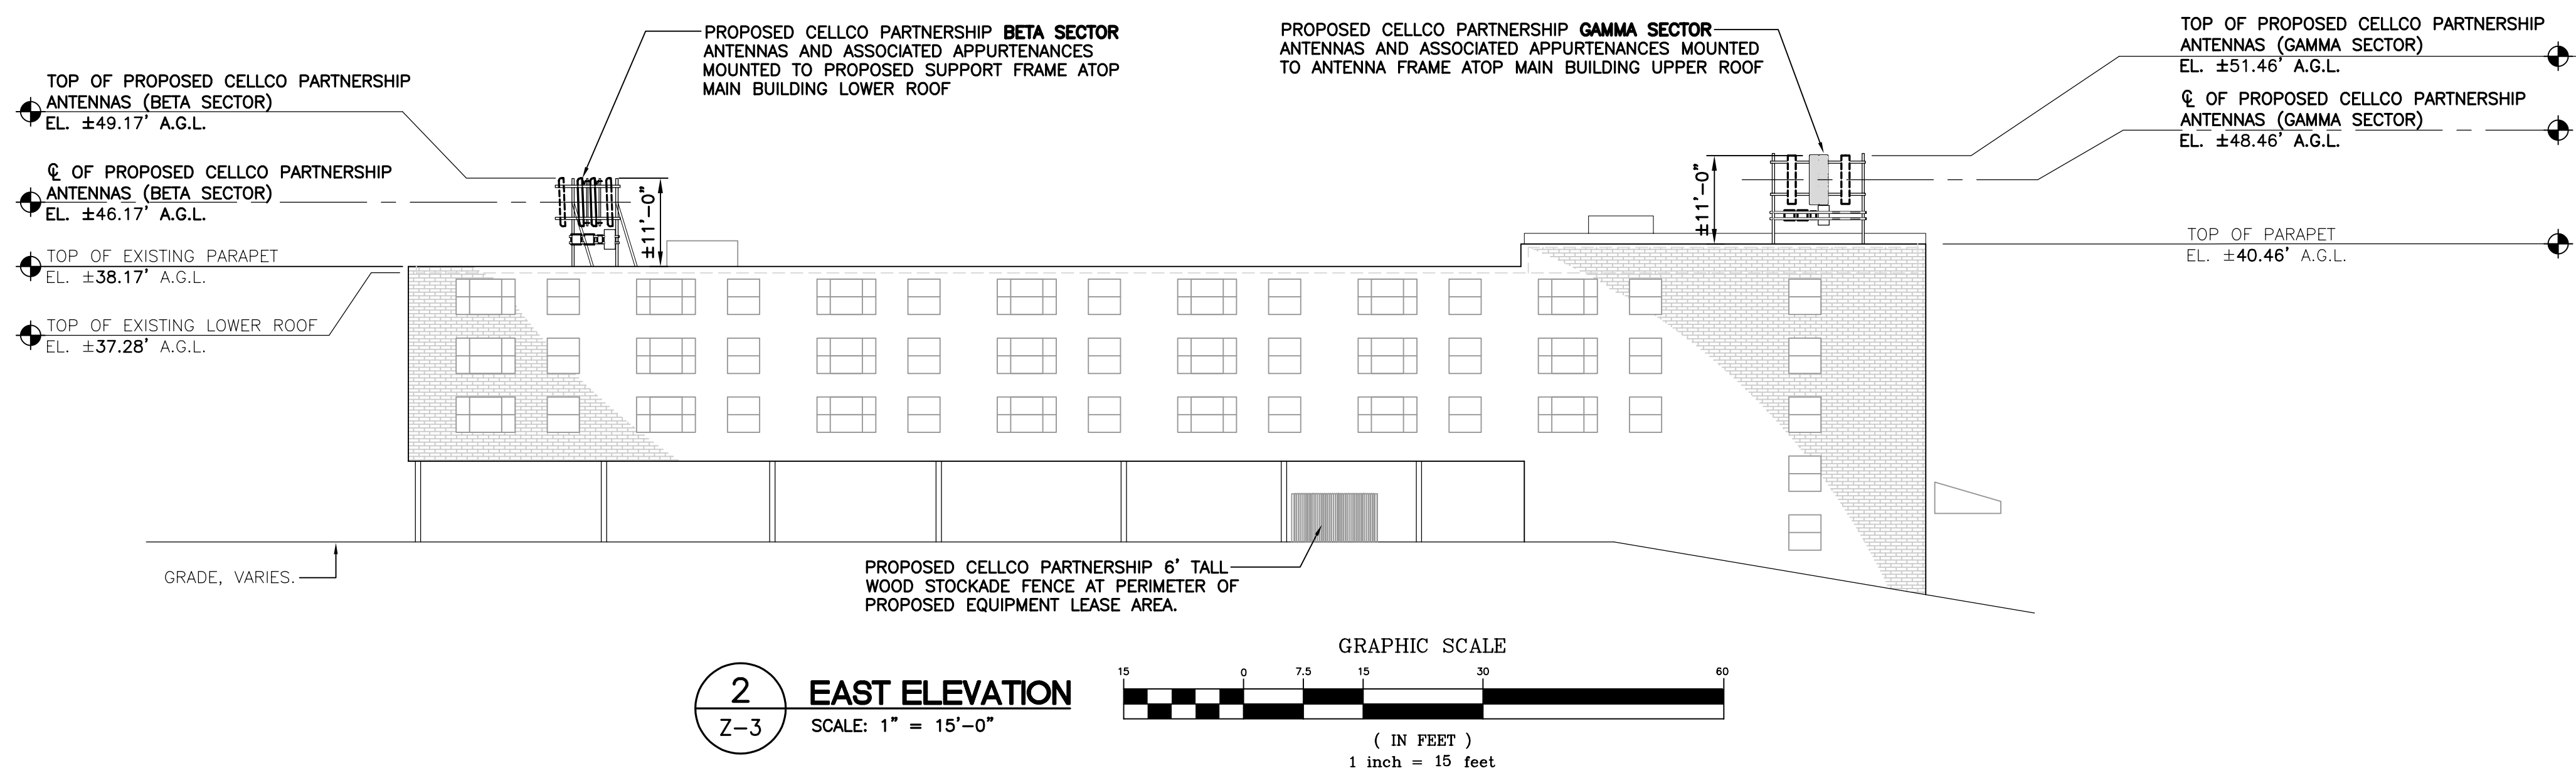 TOP OF PROPOSED CELLCO PARTNERSHIP
ANTENNAS (BETA SECTOR)
EL. ±49.17' A.G.L.
℄ OF PROPOSED CELLCO PARTNERSHIP
ANTENNAS (BETA SECTOR)
EL. ±46.17' A.G.L.
TOP OF EXISTING PARAPET
EL. ±38.17' A.G.L.
TOP OF EXISTING LOWER ROOF
EL. ±37.28' A.G.L.
PROPOSED CELLCO PARTNERSHIP BETA SECTOR
ANTENNAS AND ASSOCIATED APPURTENANCES
MOUNTED TO PROPOSED SUPPORT FRAME ATOP
MAIN BUILDING LOWER ROOF
±11'-0"
PROPOSED CELLCO PARTNERSHIP GAMMA SECTOR
ANTENNAS AND ASSOCIATED APPURTENANCES MOUNTED
TO ANTENNA FRAME ATOP MAIN BUILDING UPPER ROOF
±11'-0"
TOP OF PROPOSED CELLCO PARTNERSHIP
ANTENNAS (GAMMA SECTOR)
EL. ±51.46' A.G.L.
℄ OF PROPOSED CELLCO PARTNERSHIP
ANTENNAS (GAMMA SECTOR)
EL. ±48.46' A.G.L.
TOP OF PARAPET
EL. ±40.46' A.G.L.
GRADE, VARIES.
PROPOSED CELLCO PARTNERSHIP 6' TALL
WOOD STOCKADE FENCE AT PERIMETER OF
PROPOSED EQUIPMENT LEASE AREA.
2
Z-3
EAST ELEVATION
SCALE: 1" = 15'-0"
GRAPHIC SCALE
15 0 7.5 15 30 60
( IN FEET )
1 inch = 15 feet